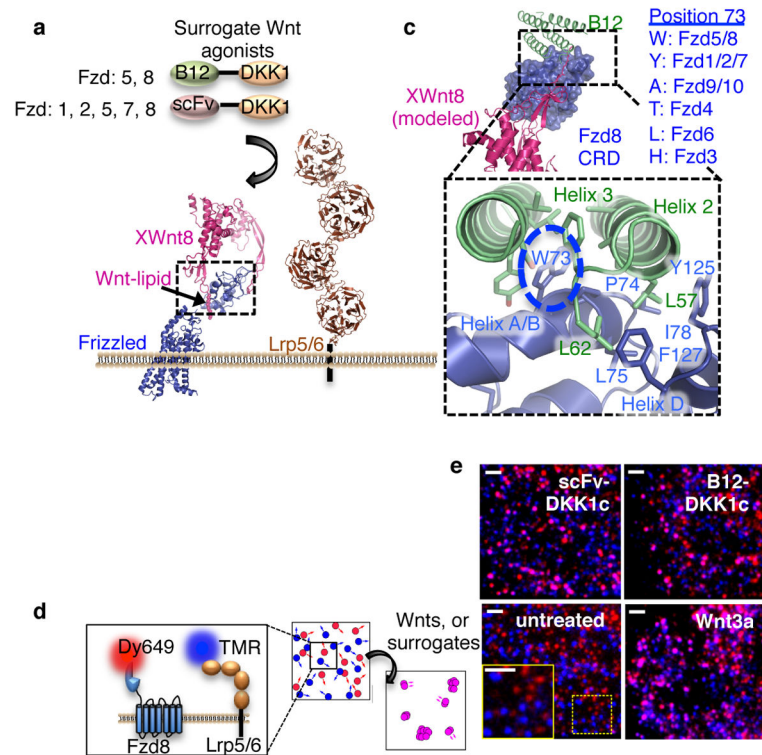 a
Surrogate Wnt
agonists
Fzd: 5, 8
B12
DKK1
Fzd: 1, 2, 5, 7, 8
scFv
DKK1
XWnt8
Wnt-lipid
Frizzled
Lrp5/6
c
B12
XWnt8
(modeled)
Fzd8
CRD
Position 73
W: Fzd5/8
Y: Fzd1/2/7
A: Fzd9/10
T: Fzd4
L: Fzd6
H: Fzd3
Helix 3
Helix 2
W73
P74
Y125
L57
Helix A/B
I78
L62
F127
L75
Helix D
d
Dy649
TMR
Fzd8
Lrp5/6
Wnts, or
surrogates
e
scFv-
DKK1c
B12-
DKK1c
untreated
Wnt3a